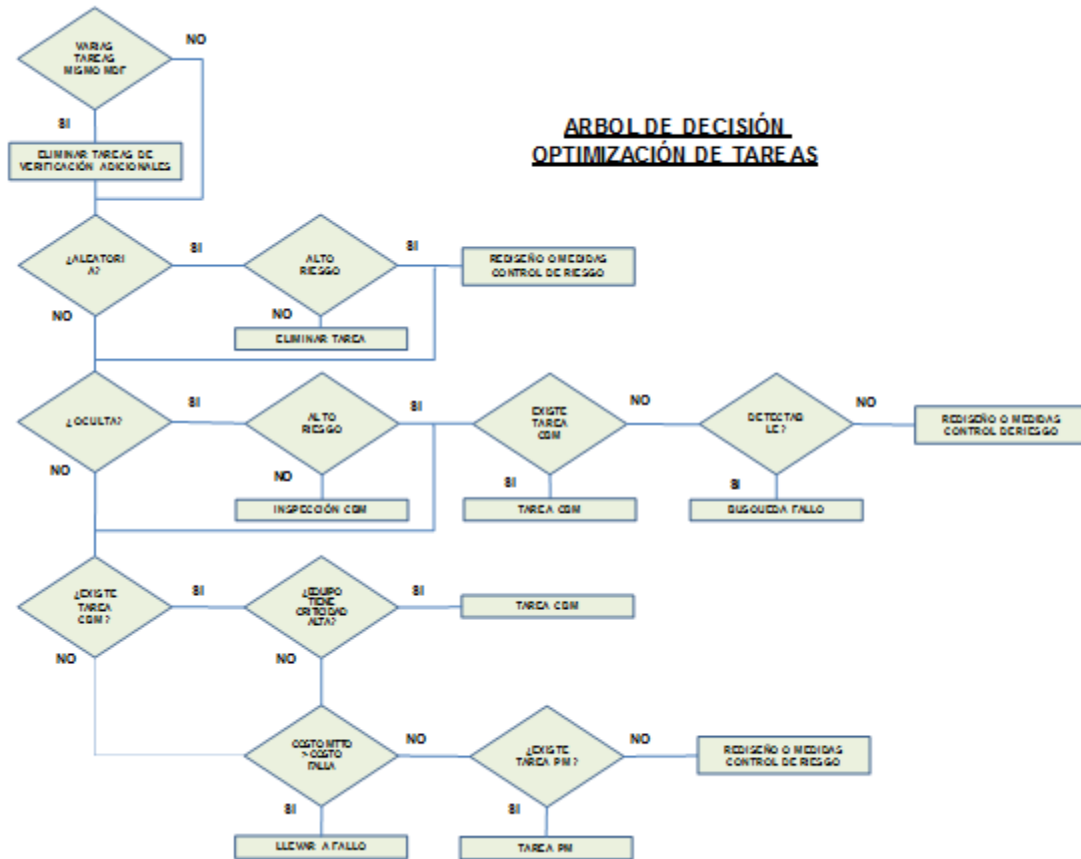 VARIAS
TAREAS
MISMO MDF
NO
SI
ELIMINAR TAREAS DE
VERIFICACIÓN ADICIONALES
ARBOL DE DECISIÓN
OPTIMIZACIÓN DE TAREAS
¿ALEATORI
A?
SI
ALTO
RIESGO
SI
REDISEÑO O MEDIDAS
CONTROL DE RIESGO
NO
NO
ELIMINAR TAREA
¿OCULTA?
SI
ALTO
RIESGO
SI
EXISTE
TAREA
CBM
NO
DETECTAB
LE?
NO
REDISEÑO O MEDIDAS
CONTROL DE RIESGO
NO
NO
SI
SI
INSPECCIÓN CBM
TAREA CBM
BUSQUEDA FALLO
¿EXISTE
TAREA
CBM?
SI
¿EQUIPO
TIENE
CRITICIDAD
ALTA?
SI
TAREA CBM
NO
NO
COSTO MTTO
> COSTO
FALLA
NO
¿EXISTE
TAREA PM?
NO
REDISEÑO O MEDIDAS
CONTROL DE RIESGO
SI
SI
LLEVAR A FALLO
TAREA PM